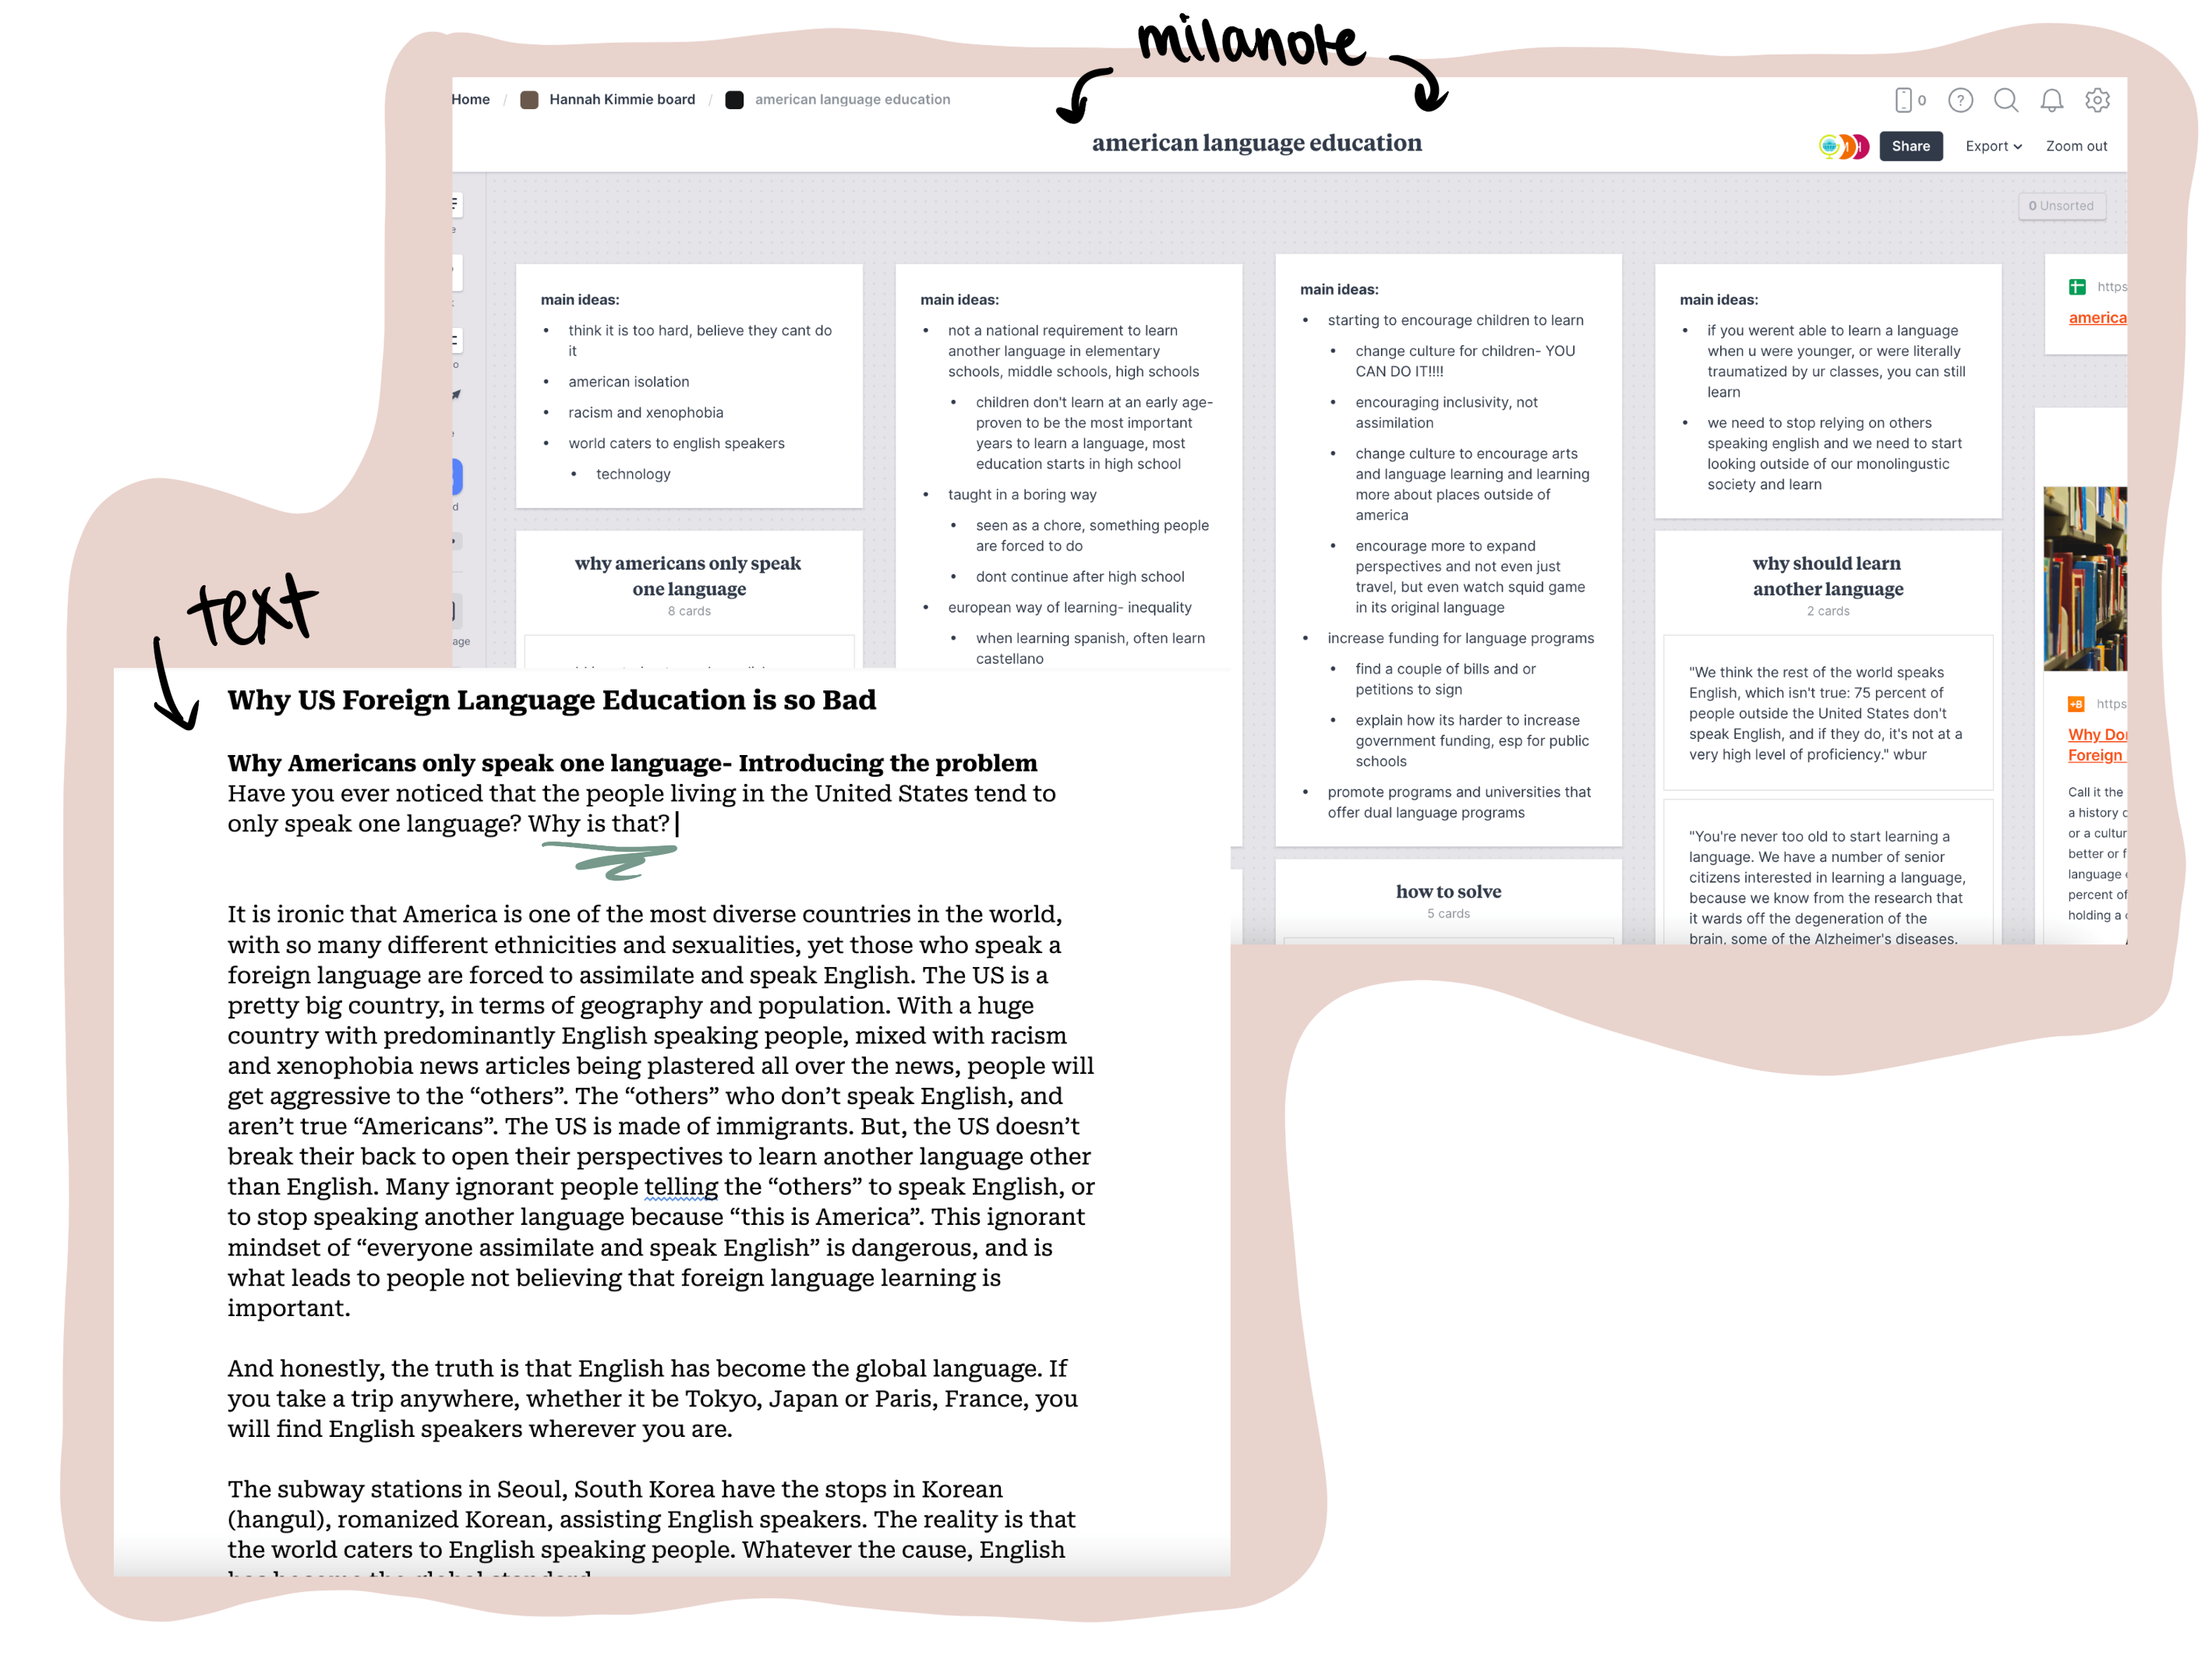 milanote
Home / Hannah Kimmie board / american language education
0
american language education
Share
Export
Zoom out
0 Unsorted
main ideas:
• think it is too hard, believe they cant do
it
• american isolation
• racism and xenophobia
• world caters to english speakers
• technology
why americans only speak
one language
8 cards
main ideas:
• not a national requirement to learn
another language in elementary
schools, middle schools, high schools
• children don't learn at an early age-
proven to be the most important
years to learn a language, most
education starts in high school
• taught in a boring way
• seen as a chore, something people
are forced to do
• dont continue after high school
• european way of learning- inequality
• when learning spanish, often learn
castellano
main ideas:
• starting to encourage children to learn
• change culture for children- YOU
CAN DO IT!!!!
• encouraging inclusivity, not
assimilation
• change culture to encourage arts
and language learning and learning
more about places outside of
america
• encourage more to expand
perspectives and not even just
travel, but even watch squid game
in its original language
• increase funding for language programs
• find a couple of bills and or
petitions to sign
• explain how its harder to increase
government funding, esp for public
schools
• promote programs and universities that
offer dual language programs
how to solve
5 cards
main ideas:
• if you werent able to learn a language
when u were younger, or were literally
traumatized by ur classes, you can still
learn
• we need to stop relying on others
speaking english and we need to start
looking outside of our monolingustic
society and learn
why should learn
another language
2 cards
"We think the rest of the world speaks
English, which isn't true: 75 percent of
people outside the United States don't
speak English, and if they do, it's not at a
very high level of proficiency." wbur
"You're never too old to start learning a
language. We have a number of senior
citizens interested in learning a language,
because we know from the research that
it wards off the degeneration of the
brain, some of the Alzheimer's diseases.
https
america
+B https
Why Do
Foreign
Call it the
a history
or a cultur
better or f
language
percent of
holding a
text
Why US Foreign Language Education is so Bad
Why Americans only speak one language- Introducing the problem
Have you ever noticed that the people living in the United States tend to
only speak one language? Why is that?
It is ironic that America is one of the most diverse countries in the world,
with so many different ethnicities and sexualities, yet those who speak a
foreign language are forced to assimilate and speak English. The US is a
pretty big country, in terms of geography and population. With a huge
country with predominantly English speaking people, mixed with racism
and xenophobia news articles being plastered all over the news, people will
get aggressive to the “others”. The “others” who don’t speak English, and
aren’t true “Americans”. The US is made of immigrants. But, the US doesn’t
break their back to open their perspectives to learn another language other
than English. Many ignorant people telling the “others” to speak English, or
to stop speaking another language because “this is America”. This ignorant
mindset of “everyone assimilate and speak English” is dangerous, and is
what leads to people not believing that foreign language learning is
important.
And honestly, the truth is that English has become the global language. If
you take a trip anywhere, whether it be Tokyo, Japan or Paris, France, you
will find English speakers wherever you are.
The subway stations in Seoul, South Korea have the stops in Korean
(hangul), romanized Korean, assisting English speakers. The reality is that
the world caters to English speaking people. Whatever the cause, English